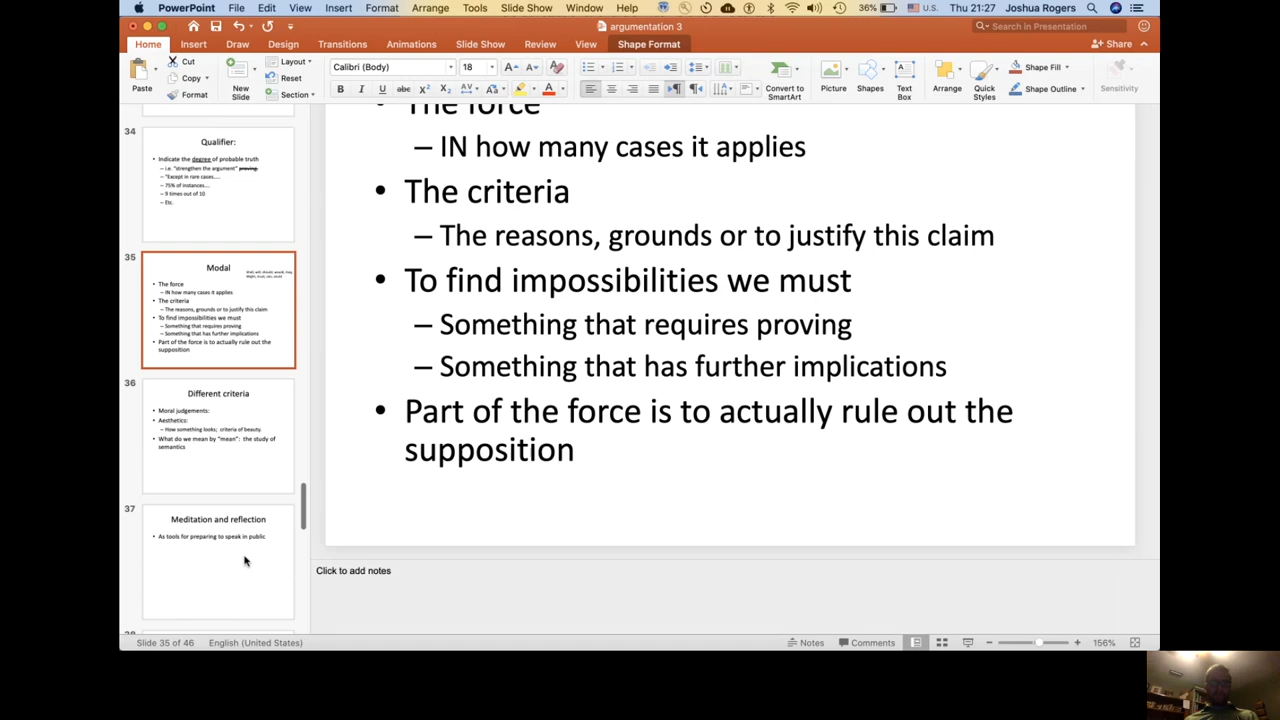 PowerPoint File Edit View Insert Format Arrange Tools Slide Show Window Help 36% U.S. Thu 21:27 Joshua Rogers
argumentation 3
Search in Presentation
Home Insert Draw Design Transitions Animations Slide Show Review View Shape Format Share
Paste
Cut
Copy
Format
New Slide
Layout
Reset
Section
Calibri (Body) 18
Convert to SmartArt
Picture
Shapes
Text Box
Arrange
Quick Styles
Shape Fill
Shape Outline
Sensitivity
34
Qualifier:
• Indicate the degree of probable truth
– i.e. "strengthen the argument" proving.
– "Except in rare cases....
– 75% of instances....
– 9 times out of 10
– Etc.
35
Modal
• The force
– IN how many cases it applies
• The criteria
– The reasons, grounds or to justify this claim
• To find impossibilities we must
– Something that requires proving
– Something that has further implications
• Part of the force is to actually rule out the
supposition
36
Different criteria
• Moral judgements:
• Aesthetics:
– How something looks; criteria of beauty.
• What do we mean by "mean": the study of
semantics
37
Meditation and reflection
• As tools for preparing to speak in public
• The force
– IN how many cases it applies
• The criteria
– The reasons, grounds or to justify this claim
• To find impossibilities we must
– Something that requires proving
– Something that has further implications
• Part of the force is to actually rule out the
supposition
Click to add notes
Slide 35 of 46 English (United States) Notes Comments 156%